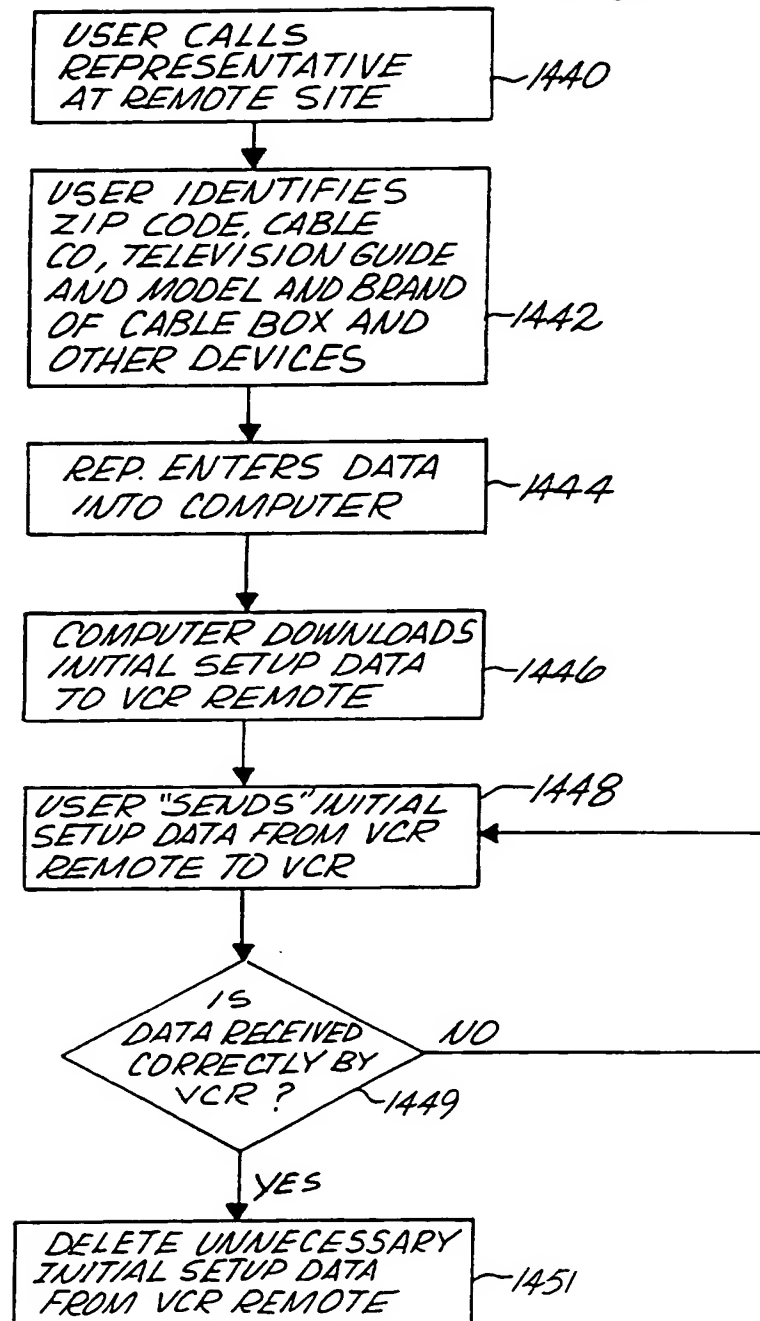 USER CALLS
REPRESENTATIVE
AT REMOTE SITE
1440
USER IDENTIFIES
ZIP CODE, CABLE
CO, TELEVISION GUIDE
AND MODEL AND BRAND
OF CABLE BOX AND
OTHER DEVICES
1442
REP. ENTERS DATA
INTO COMPUTER
1444
COMPUTER DOWNLOADS
INITIAL SETUP DATA
TO VCR REMOTE
1446
USER "SENDS" INITIAL
SETUP DATA FROM VCR
REMOTE TO VCR
1448
IS
DATA RECEIVED
CORRECTLY BY
VCR ?
NO
1449
YES
DELETE UNNECESSARY
INITIAL SETUP DATA
FROM VCR REMOTE
1451